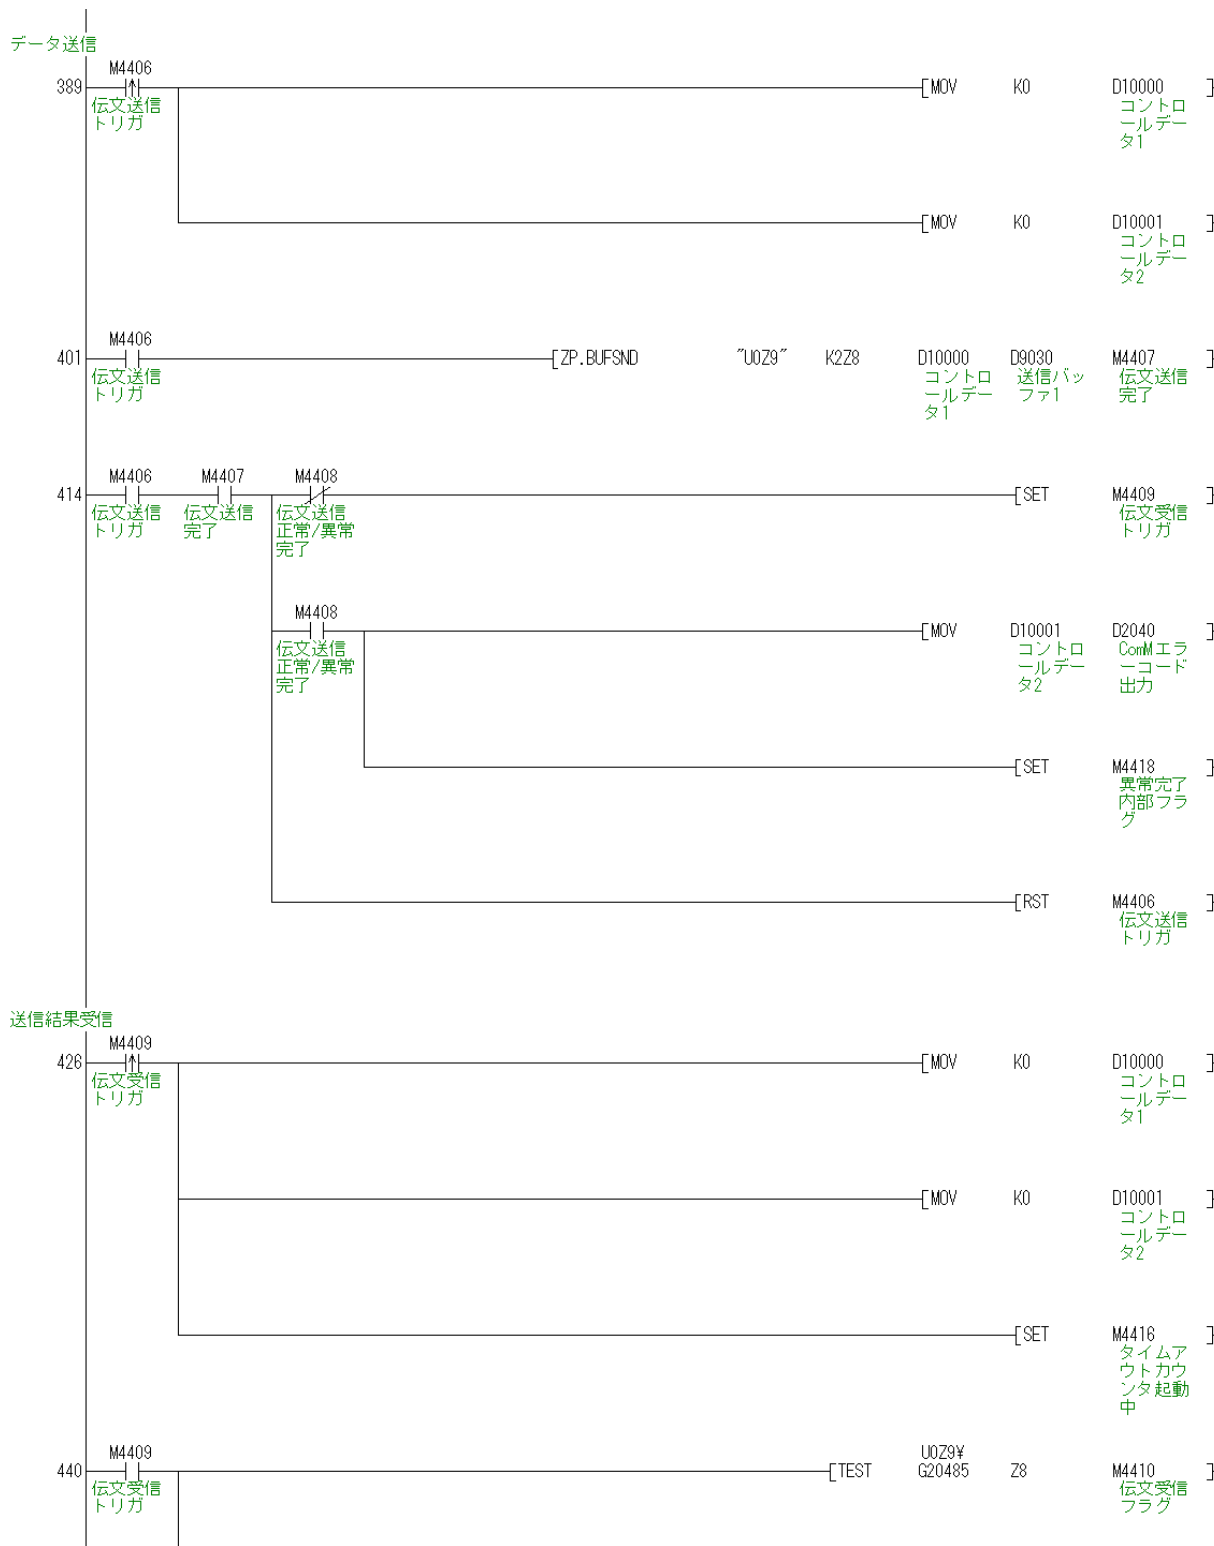 データ送信
M4406
389
MOV K0 D10000
伝文送信
トリガ
コントロ
ールデー
タ1
MOV K0 D10001
コントロ
ールデー
タ2
M4406
401
ZP.BUFSND "U0Z9" K2Z8 D10000 D9030 M4407
伝文送信
トリガ
コントロ
ールデー
タ1
送信バッ
ファ1
伝文送信
完了
M4406 M4407 M4408
414
SET M4409
伝文送信
トリガ
伝文送信
完了
伝文送信
正常/異常
完了
伝文受信
トリガ
M4408
MOV D10001 D2040
伝文送信
正常/異常
完了
コントロ
ールデー
タ2
ComMエラ
ーコード
出力
SET M4418
異常完了
内部フラ
グ
RST M4406
伝文送信
トリガ
送信結果受信
M4409
426
MOV K0 D10000
伝文受信
トリガ
コントロ
ールデー
タ1
MOV K0 D10001
コントロ
ールデー
タ2
SET M4416
タイムア
ウトカウ
ンタ起動
中
M4409
440
U0Z9¥
TEST G20485 Z8 M4410
伝文受信
トリガ
伝文受信
フラグ